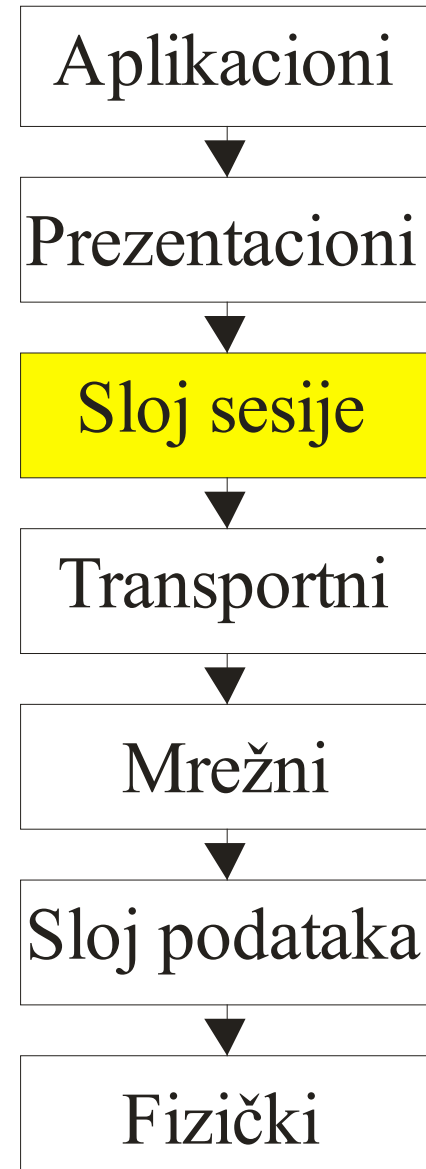 Aplikacioni
Prezentacioni
Sloj sesije
Transportni
Mrežni
Sloj podataka
Fizički